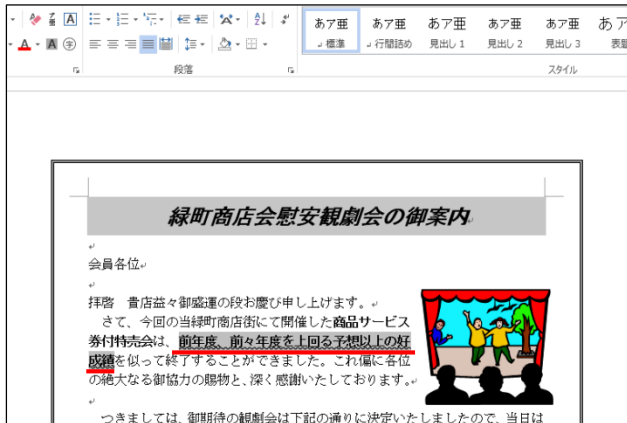 あ亜 あ亜 あ亜 あ亜 あ亜 あア
標準 行間詰め 見出し 1 見出し 2 見出し 3 表題
段落 スタイル
緑町商店会慰安観劇会の御案内
会員各位
拝啓　貴店益々御盛運の段お慶び申し上げます。
さて、今回の当緑町商店街にて開催した商品サービス
券付特売会は、前年度、前々年度を上回る予想以上の好
成績を似って終了することができました。これ偏に各位
の絶大なる御協力の賜物と、深く感謝いたしております。
つきましては、御期待の観劇会は下記の通りに決定いたしましたので、当日は